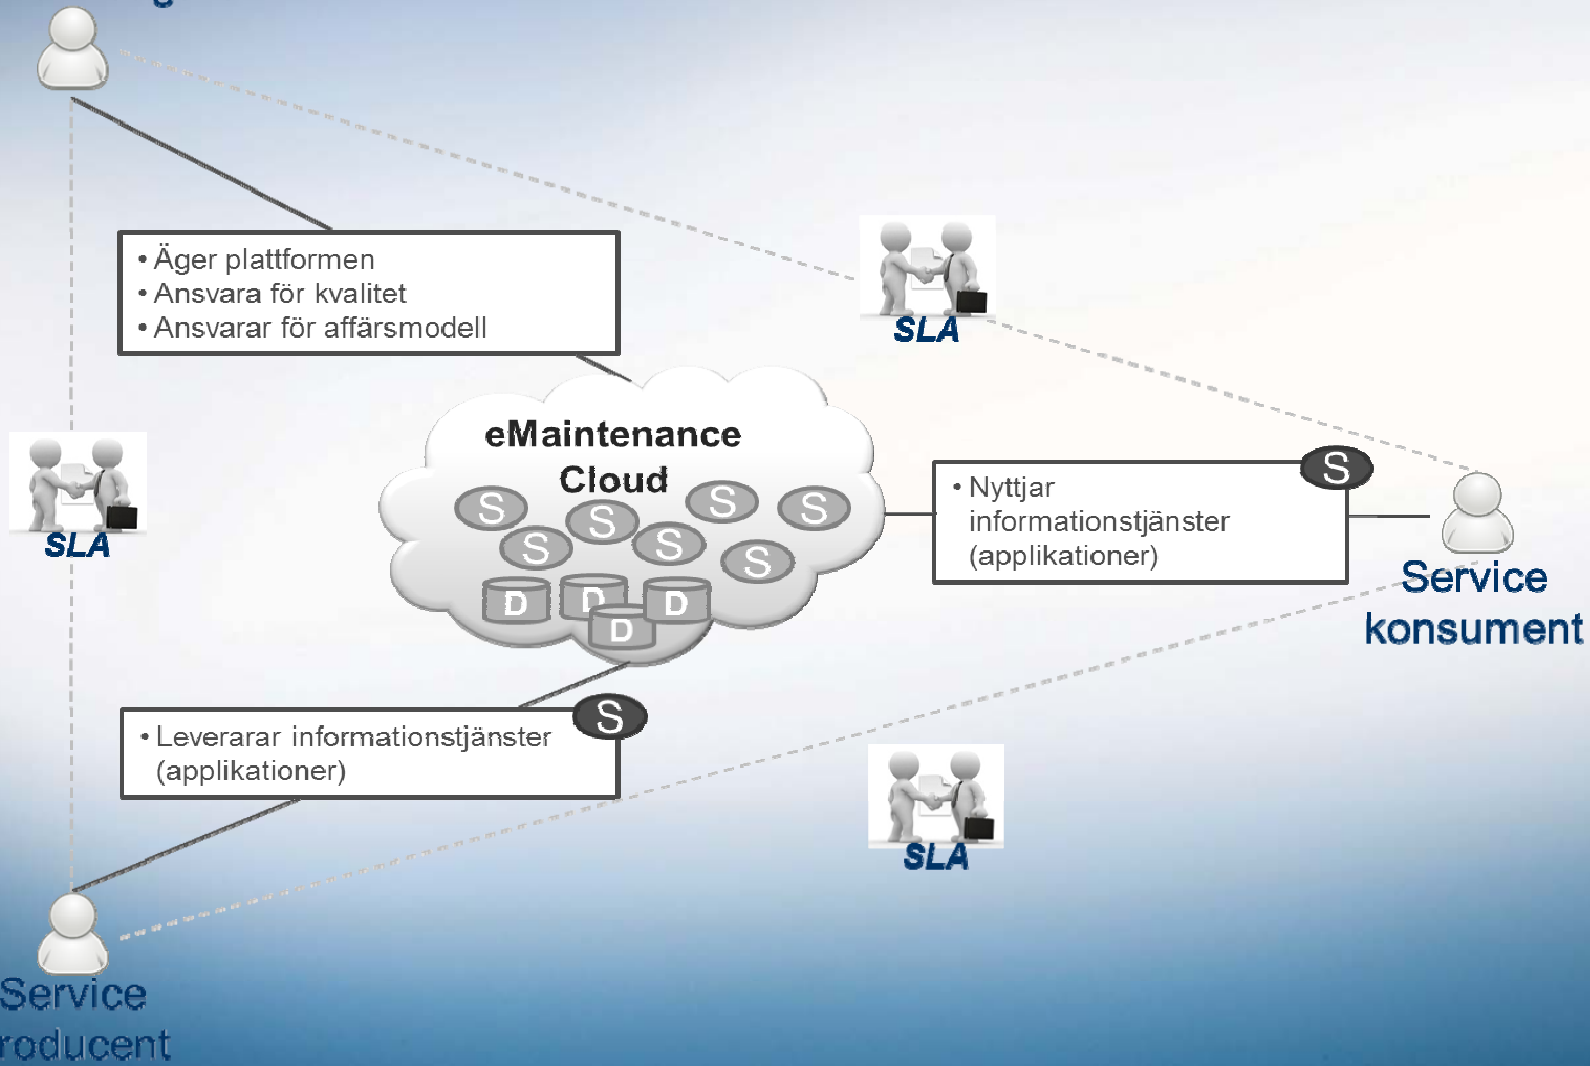 • Äger plattformen
• Ansvara för kvalitet
• Ansvarar för affärsmodell
SLA
eMaintenance
Cloud
S
S
S
S
S
S
S
D
D
D
D
S
• Nyttjar
informationstjänster
(applikationer)
Service
konsument
SLA
S
• Leverarar informationstjänster
(applikationer)
SLA
Service
roducent